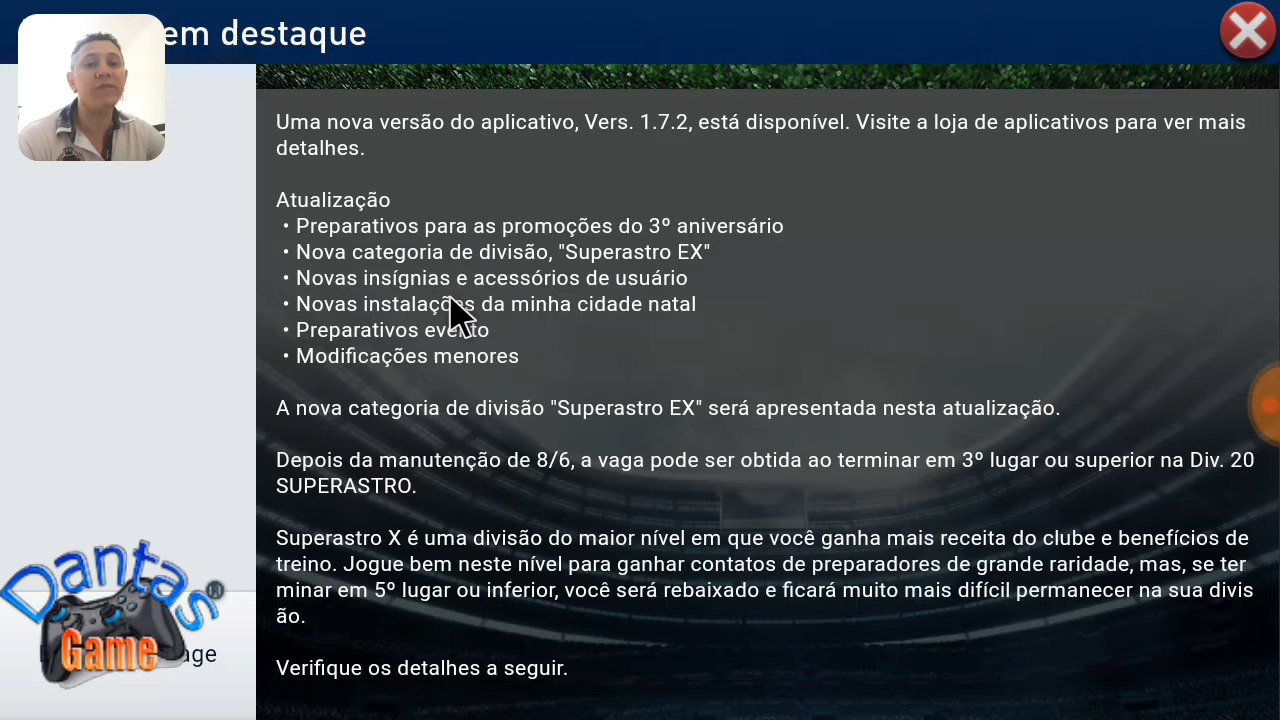 em destaque
Uma nova versão do aplicativo, Vers. 1.7.2, está disponível. Visite a loja de aplicativos para ver mais
detalhes.
Atualização
• Preparativos para as promoções do 3º aniversário
• Nova categoria de divisão, "Superastro EX"
• Novas insígnias e acessórios de usuário
• Novas instalações da minha cidade natal
• Preparativos evento
• Modificações menores
A nova categoria de divisão "Superastro EX" será apresentada nesta atualização.
Depois da manutenção de 8/6, a vaga pode ser obtida ao terminar em 3º lugar ou superior na Div. 20
SUPERASTRO.
Superastro X é uma divisão do maior nível em que você ganha mais receita do clube e benefícios de
treino. Jogue bem neste nível para ganhar contatos de preparadores de grande raridade, mas, se ter
minar em 5º lugar ou inferior, você será rebaixado e ficará muito mais difícil permanecer na sua divis
ão.
Verifique os detalhes a seguir.
Dantas®
Game